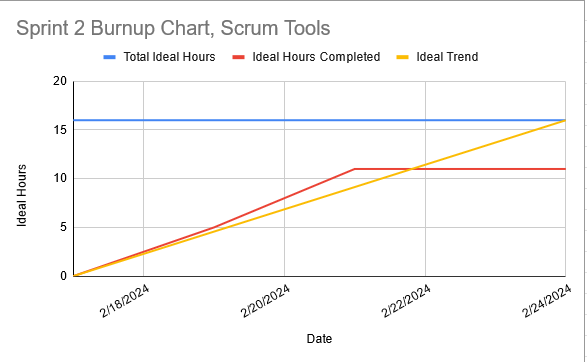 Sprint 2 Burnup Chart, Scrum Tools
Total Ideal Hours Ideal Hours Completed Ideal Trend
20
15
10
5
0
Ideal Hours
2/18/2024 2/20/2024 2/22/2024 2/24/2024
Date